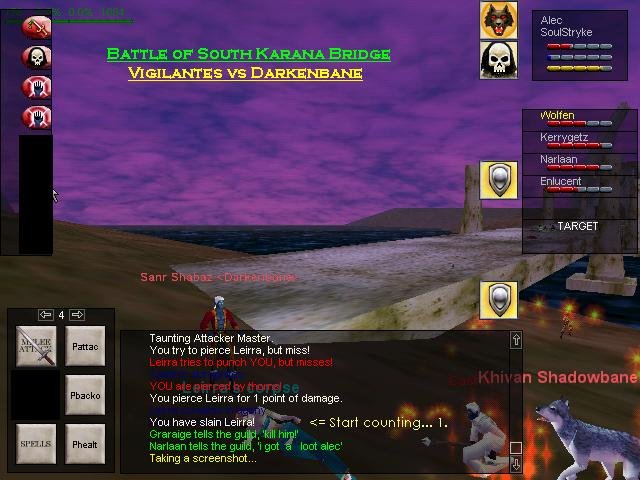 Battle of South Karana Bridge
Vigilantes vs Darkenbane
Alec
SoulStryke
Wolfen
Kerrygetz
Narlaan
Enlucent
TARGET
Sanr Shabaz <Darkenbane>
4
MELEE ATTACK
Pattac
Pbacko
SPELLS
Phealt
Khivan Shadowbane
Taunting Attacker Master.
You try to pierce Leirra, but miss!
Leirra tries to punch YOU, but misses!
YOU are pierced by thorns!
You pierce Leirra for 1 point of damage.
You have slain Leirra!
<= Start counting... 1.
Graraige tells the guild, 'kill him!'
Narlaan tells the guild, 'i got a loot alec'
Taking a screenshot...